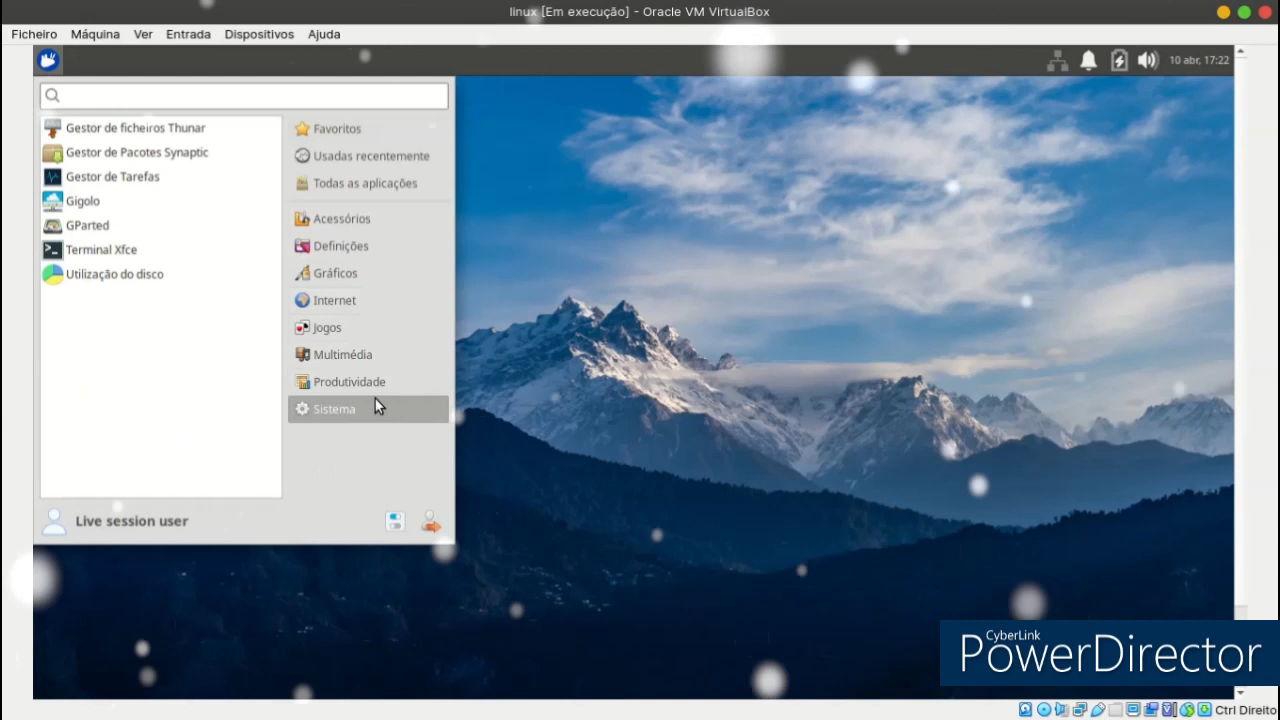 linux [Em execução] - Oracle VM VirtualBox
Ficheiro Máquina Ver Entrada Dispositivos Ajuda
10 abr, 17:22
Gestor de ficheiros Thunar
Gestor de Pacotes Synaptic
Gestor de Tarefas
Gigolo
GParted
Terminal Xfce
Utilização do disco
Favoritos
Usadas recentemente
Todas as aplicações
Acessórios
Definições
Gráficos
Internet
Jogos
Multimédia
Produtividade
Sistema
Live session user
CyberLink
PowerDirector
Ctrl Direito